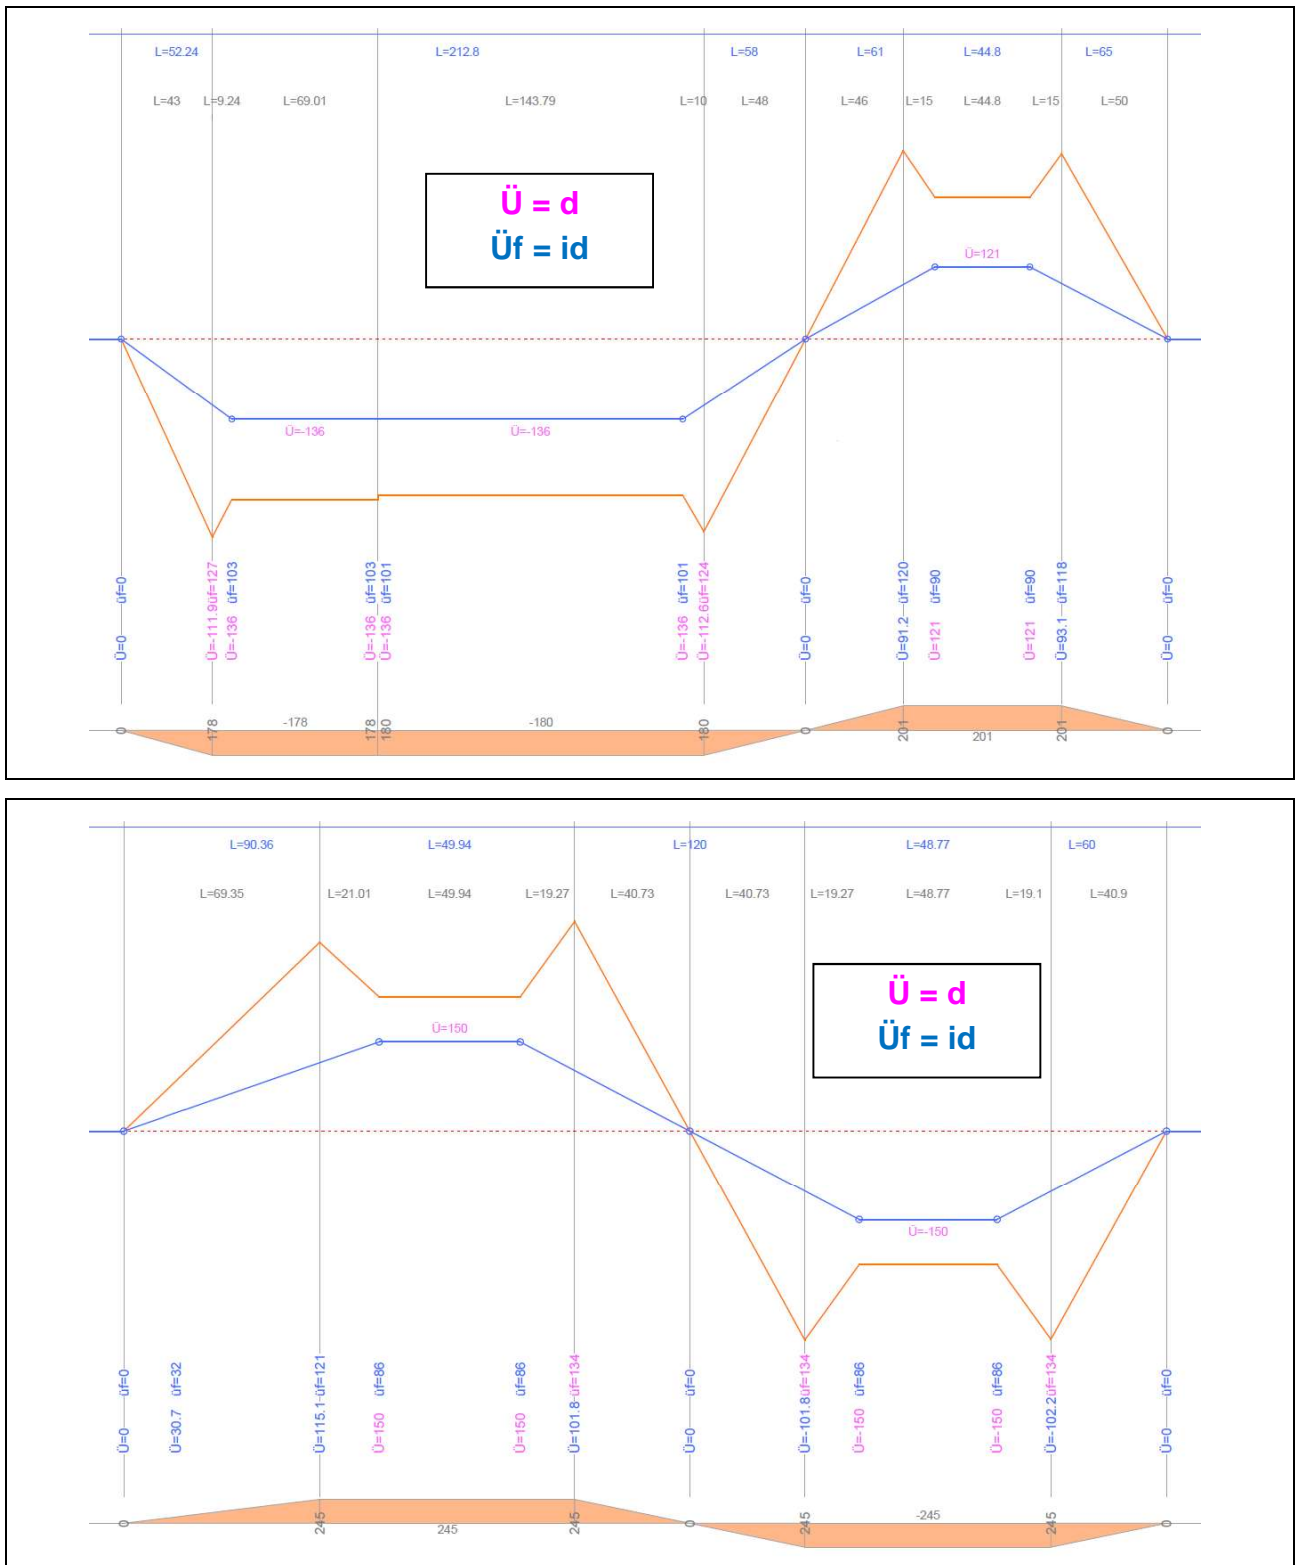 L=52.24 L=212.8 L=58 L=61 L=44.8 L=65
L=43 L=9.24 L=69.01 L=143.79 L=10 L=48 L=46 L=15 L=44.8 L=15 L=50
Ü = d
Üf = id
Ü=121
Ü=-136 Ü=-136
Ü=0 üf=0
Ü=-111.9 üf=127
Ü=-136 üf=103
Ü=-136 üf=103
Ü=-136 üf=101
Ü=-136 üf=101
Ü=-112.6 üf=124
Ü=0 üf=0
Ü=91.2 üf=120
Ü=121 üf=90
Ü=121 üf=90
Ü=93.1 üf=118
Ü=0 üf=0
0 178 -178 178 180 -180 180 0 201 201 201 0
L=90.36 L=49.94 L=120 L=48.77 L=60
L=69.35 L=21.01 L=49.94 L=19.27 L=40.73 L=40.73 L=19.27 L=48.77 L=19.1 L=40.9
Ü = d
Üf = id
Ü=150
Ü=-150
Ü=0 üf=0
Ü=30.7 üf=32
Ü=115.1 üf=121
Ü=150 üf=86
Ü=150 üf=86
Ü=101.8 üf=134
Ü=0 üf=0
Ü=-101.8 üf=134
Ü=-150 üf=86
Ü=-150 üf=86
Ü=-102.2 üf=134
Ü=0 üf=0
0 245 245 245 0 245 -245 245 0